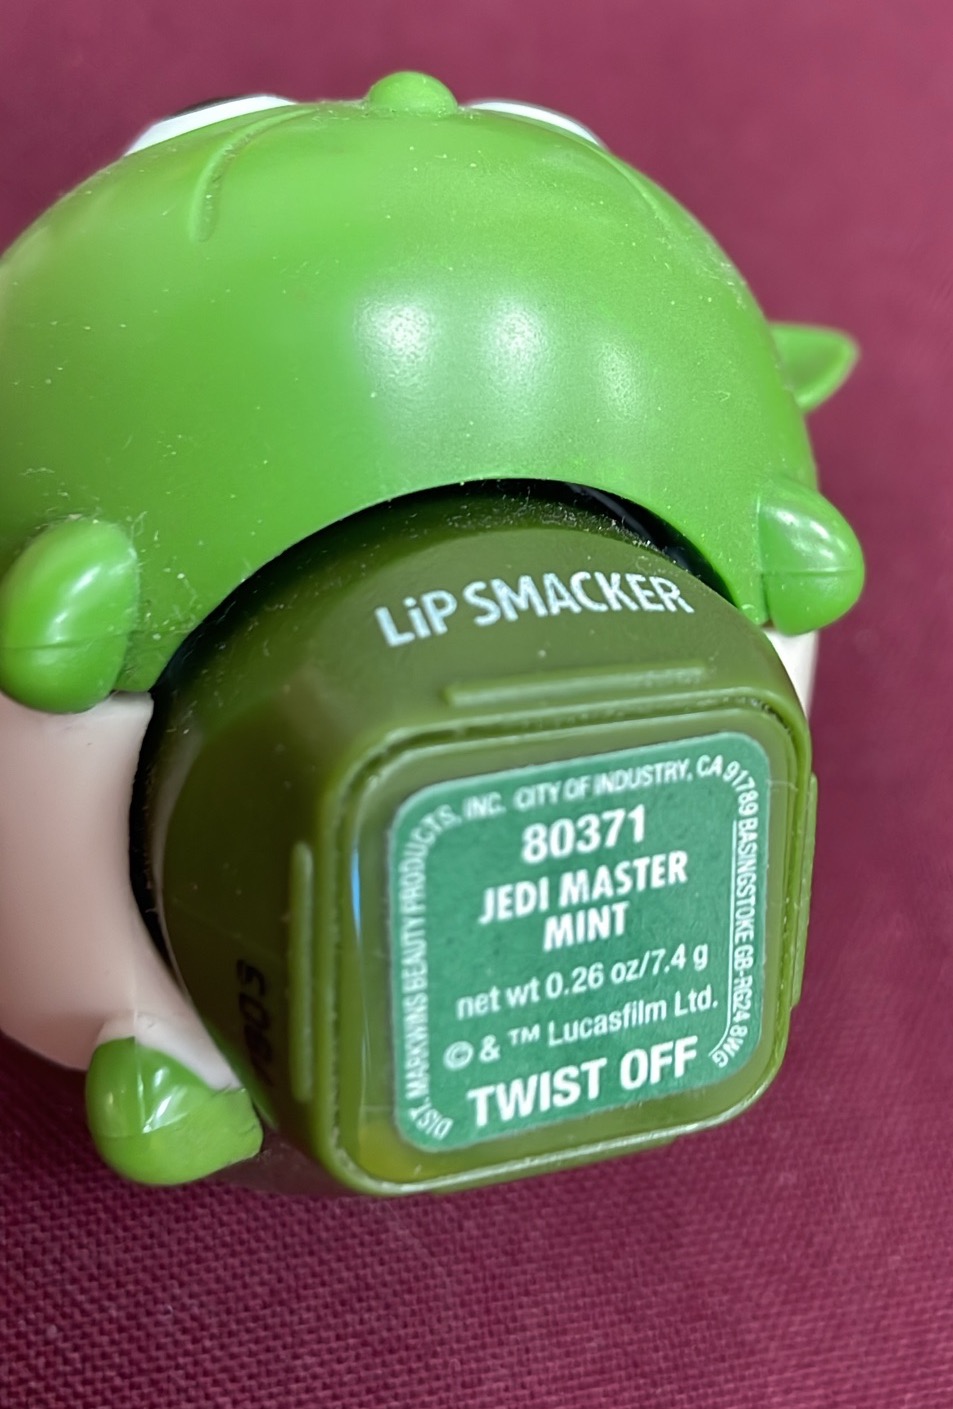 LiP SMACKER
DIST. MARKWINS BEAUTY PRODUCTS, INC. CITY OF INDUSTRY, CA 91789 BASINGSTOKE GB-RG24 8WG
80371
JEDI MASTER
MINT
net wt 0.26 oz/7.4 g
© & ™ Lucasfilm Ltd.
TWIST OFF